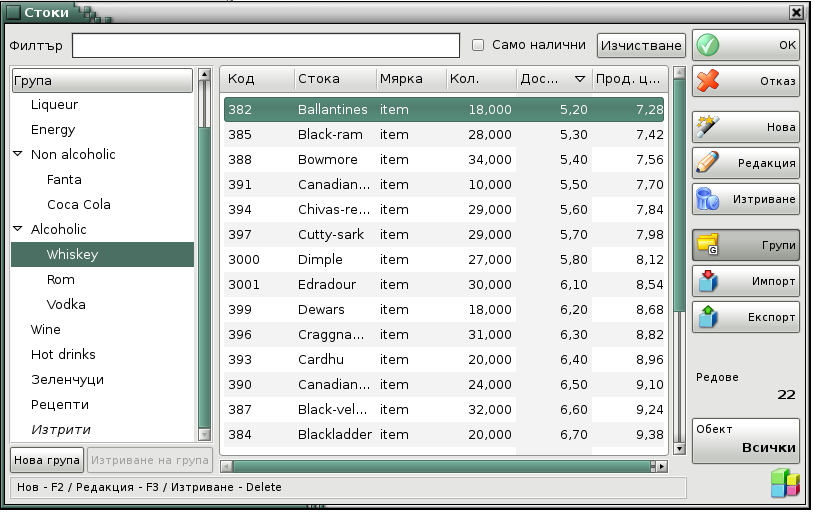 Стоки
Филтър
Само налични
Изчистване
Група
Liqueur
Energy
Non alcoholic
Fanta
Coca Cola
Alcoholic
Whiskey
Rom
Vodka
Wine
Hot drinks
Зеленчуци
Рецепти
Изтрити
Нова група
Изтриване на група
Код Стока Мярка Кол. Дос... Прод. ц...
382 Ballantines item 18,000 5,20 7,28
385 Black-ram item 28,000 5,30 7,42
388 Bowmore item 34,000 5,40 7,56
391 Canadian... item 10,000 5,50 7,70
394 Chivas-re... item 29,000 5,60 7,84
397 Cutty-sark item 29,000 5,70 7,98
3000 Dimple item 27,000 5,80 8,12
3001 Edradour item 30,000 6,10 8,54
399 Dewars item 18,000 6,20 8,68
396 Craggna... item 31,000 6,30 8,82
393 Cardhu item 20,000 6,40 8,96
390 Canadian... item 24,000 6,50 9,10
387 Black-vel... item 32,000 6,60 9,24
384 Blackladder item 20,000 6,70 9,38
OK
Отказ
Нова
Редакция
Изтриване
G Групи
Импорт
Експорт
Редове
22
Обект
Всички
Нов - F2 / Редакция - F3 / Изтриване - Delete